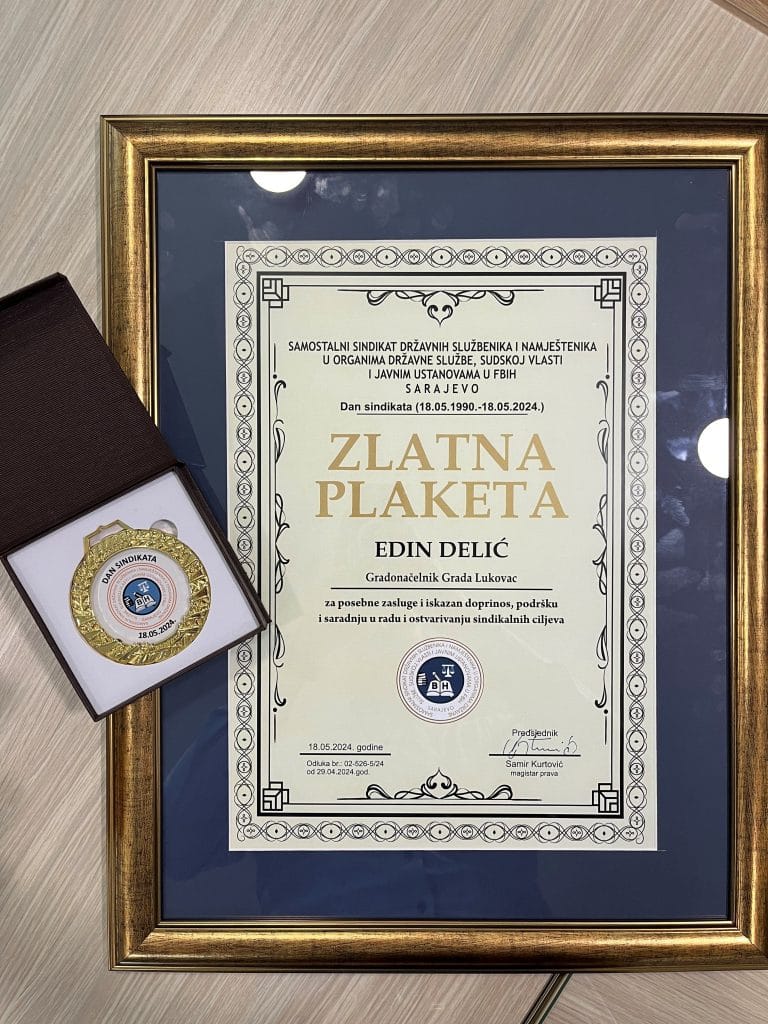 SAMOSTALNI SINDIKAT DRŽAVNIH SLUŽBENIKA I NAMJEŠTENIKA
U ORGANIMA DRŽAVNE SLUŽBE, SUDSKOJ VLASTI
I JAVNIM USTANOVAMA U FBIH
SARAJEVO
Dan sindikata (18.05.1990.-18.05.2024.)
ZLATNA
PLAKETA
EDIN DELIĆ
Gradonačelnik Grada Lukovac
za posebne zasluge i iskazan doprinos, podršku
i saradnju u radu i ostvarivanju sindikalnih ciljeva
BH
SARAJEVO
18.05.2024. godine
Odluka br.: 02-526-5/24
od 29.04.2024.god.
Predsjednik
Samir Kurtović
magistar prava
DAN SINDIKATA
BH
18.05.2024.